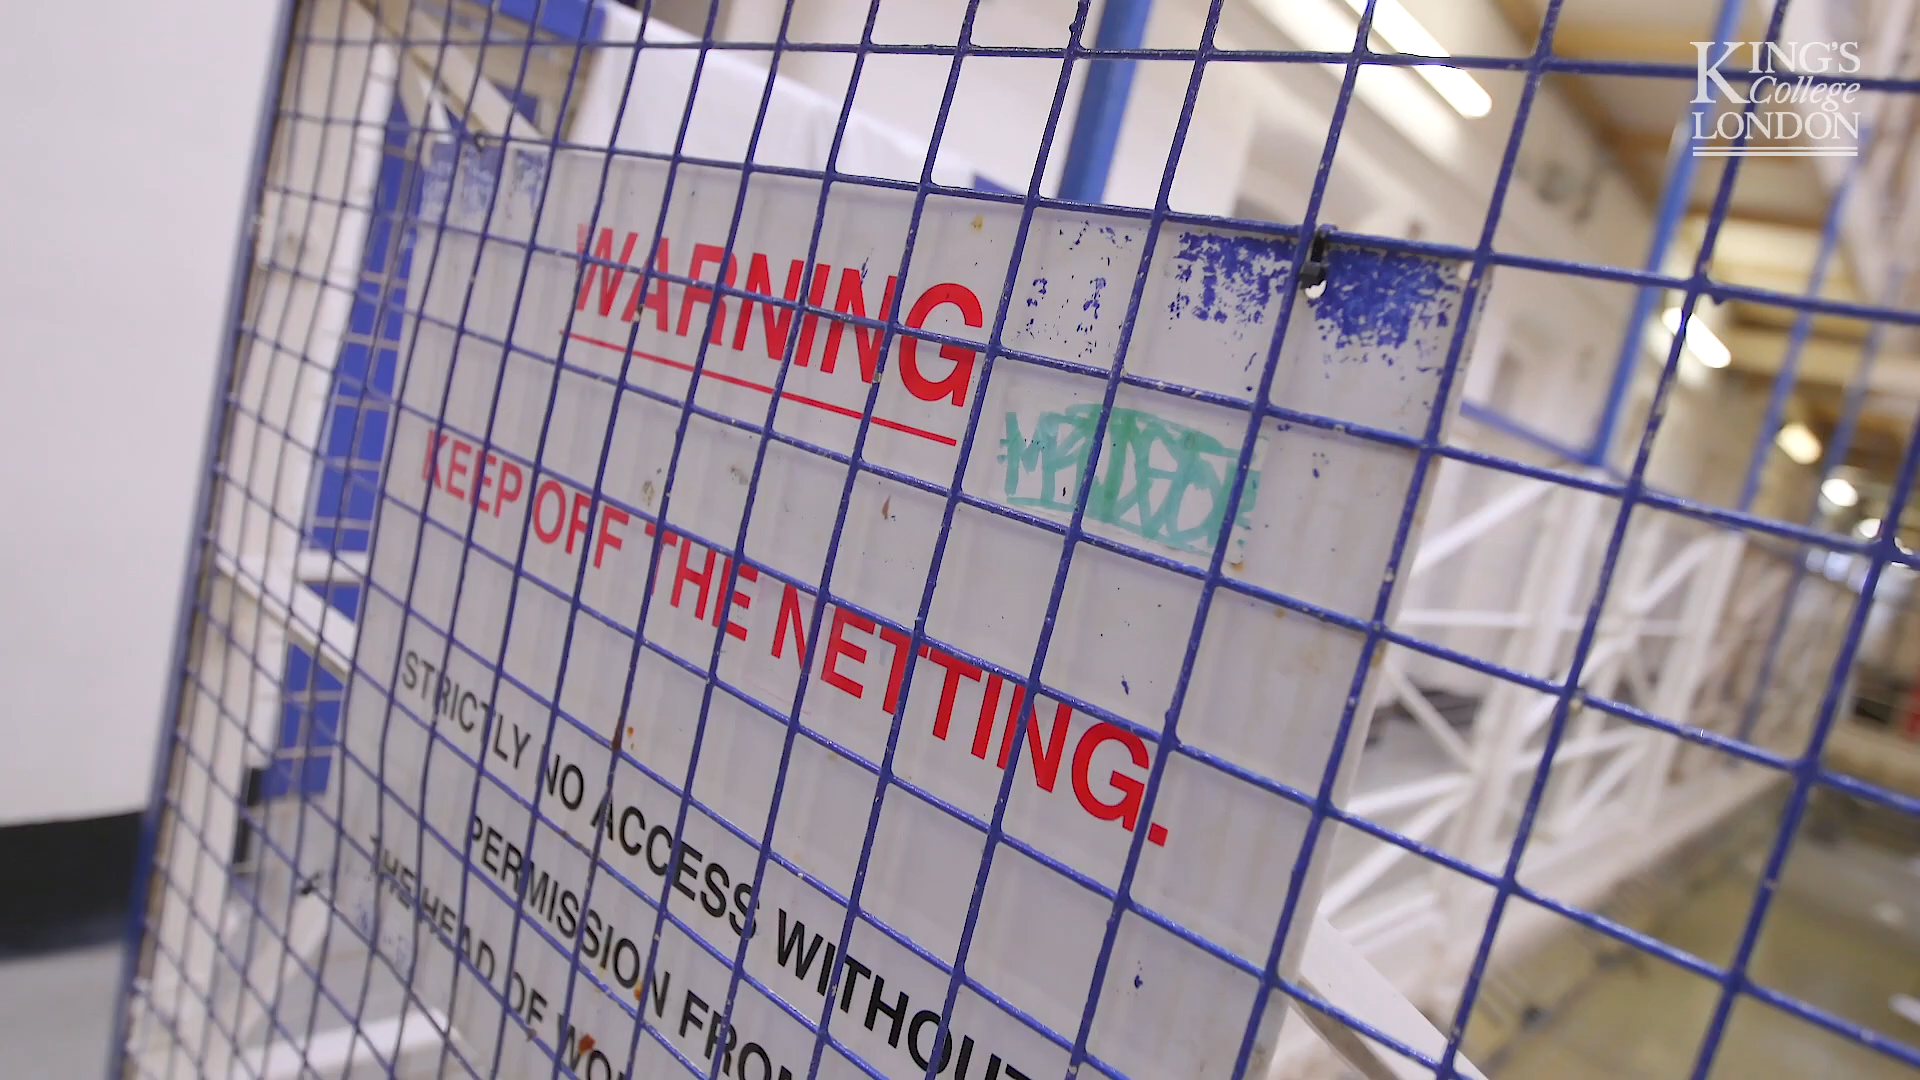 KING'S
College
LONDON
WARNING
KEEP OFF THE NETTING.
STRICTLY NO ACCESS WITHOUT
PERMISSION FROM
THE HEAD OF